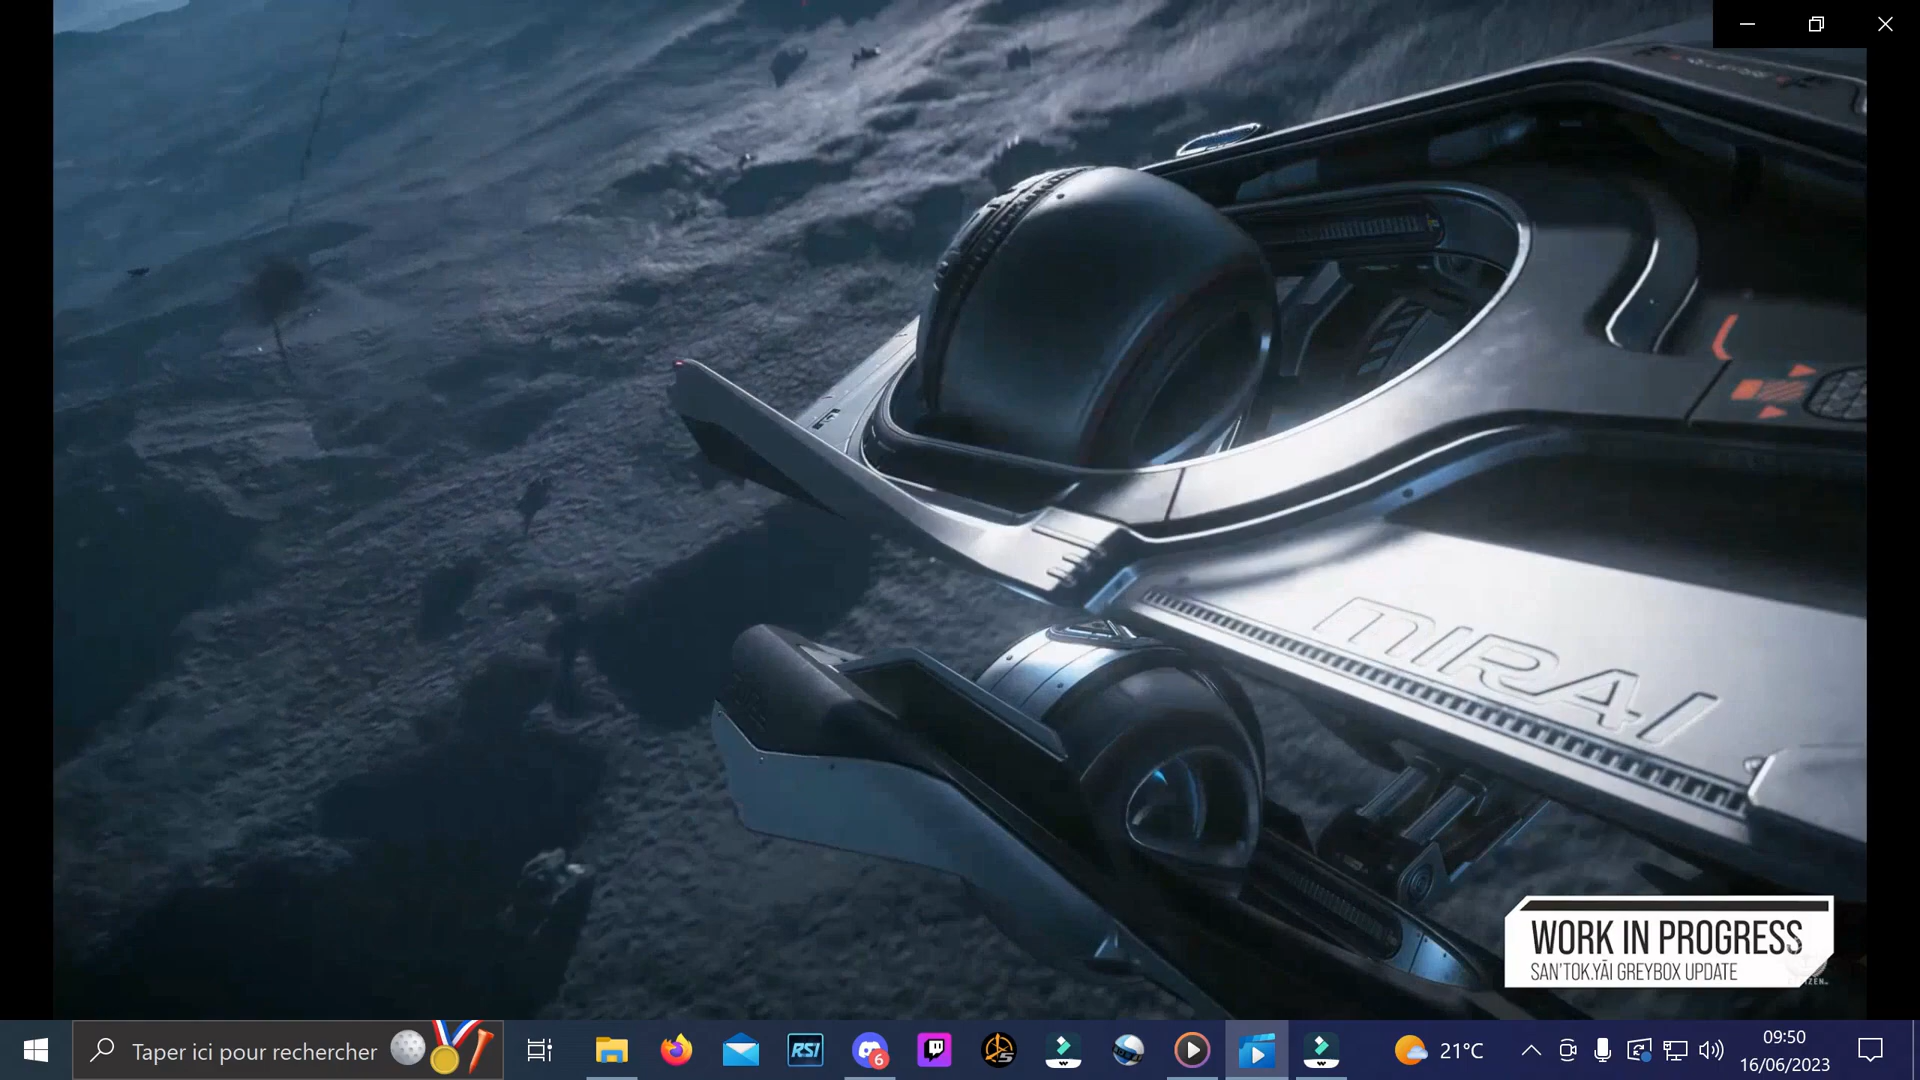 MIRAI
WORK IN PROGRESS
SAN'TOK.YĀI GREYBOX UPDATE
Taper ici pour rechercher
RSI
6
21°C
09:50
16/06/2023